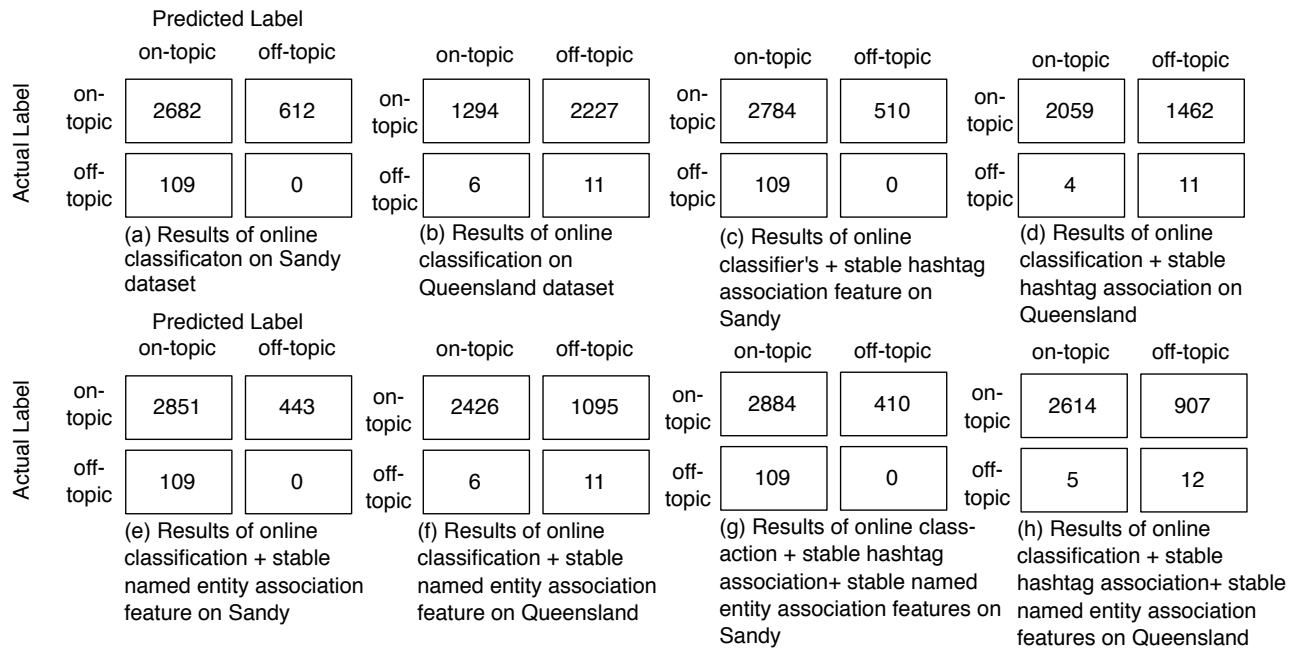 Predicted Label
on-topic off-topic on-topic off-topic on-topic off-topic on-topic off-topic
Actual Label
on-
topic 2682 612
on-
topic 1294 2227
on-
topic 2784 510
on-
topic 2059 1462
off-
topic 109 0
off-
topic 6 11
off-
topic 109 0
off-
topic 4 11
(a) Results of online
classificaton on Sandy
dataset
(b) Results of online
classification on
Queensland dataset
(c) Results of online
classifier's + stable hashtag
association feature on
Sandy
(d) Results of online
classification + stable
hashtag association on
Queensland
Predicted Label
on-topic off-topic on-topic off-topic on-topic off-topic on-topic off-topic
Actual Label
on-
topic 2851 443
on-
topic 2426 1095
on-
topic 2884 410
on-
topic 2614 907
off-
topic 109 0
off-
topic 6 11
off-
topic 109 0
off-
topic 5 12
(e) Results of online
classification + stable
named entity association
feature on Sandy
(f) Results of online
classification + stable
named entity association
feature on Queensland
(g) Results of online class-
action + stable hashtag
association+ stable named
entity association features on
Sandy
(h) Results of online
classification + stable
hashtag association+ stable
named entity association
features on Queensland